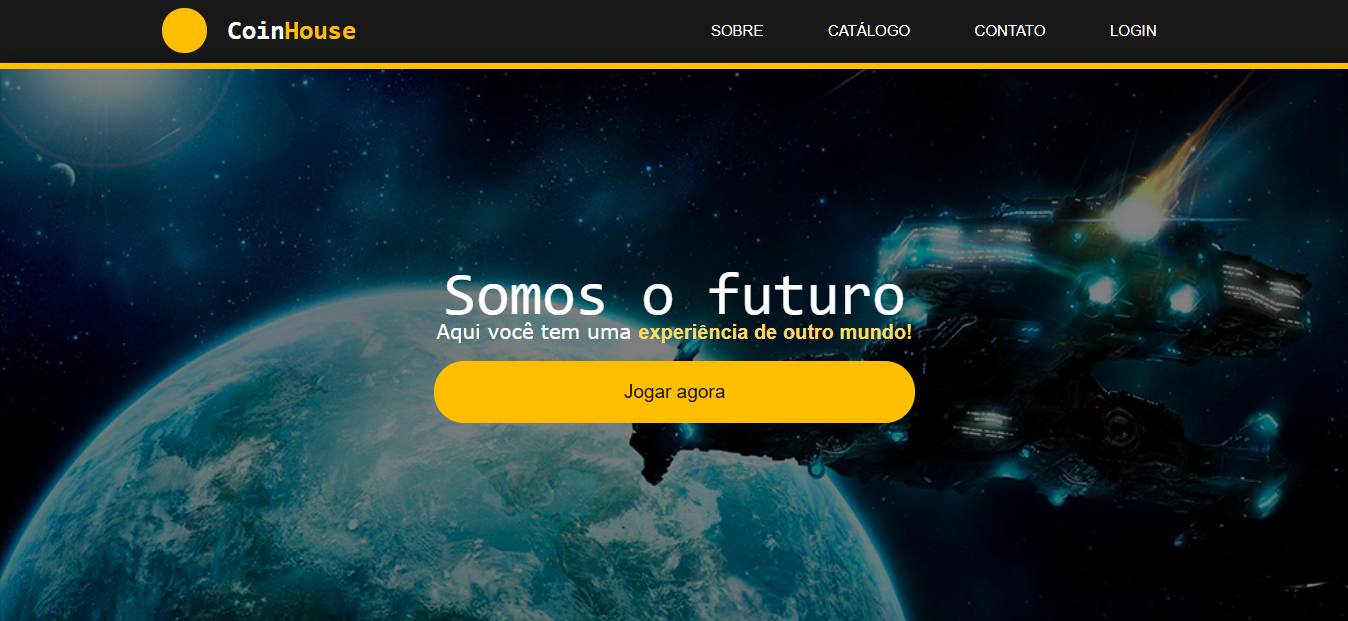 CoinHouse
SOBRE CATÁLOGO CONTATO LOGIN
Somos o futuro
Aqui você tem uma experiência de outro mundo!
Jogar agora